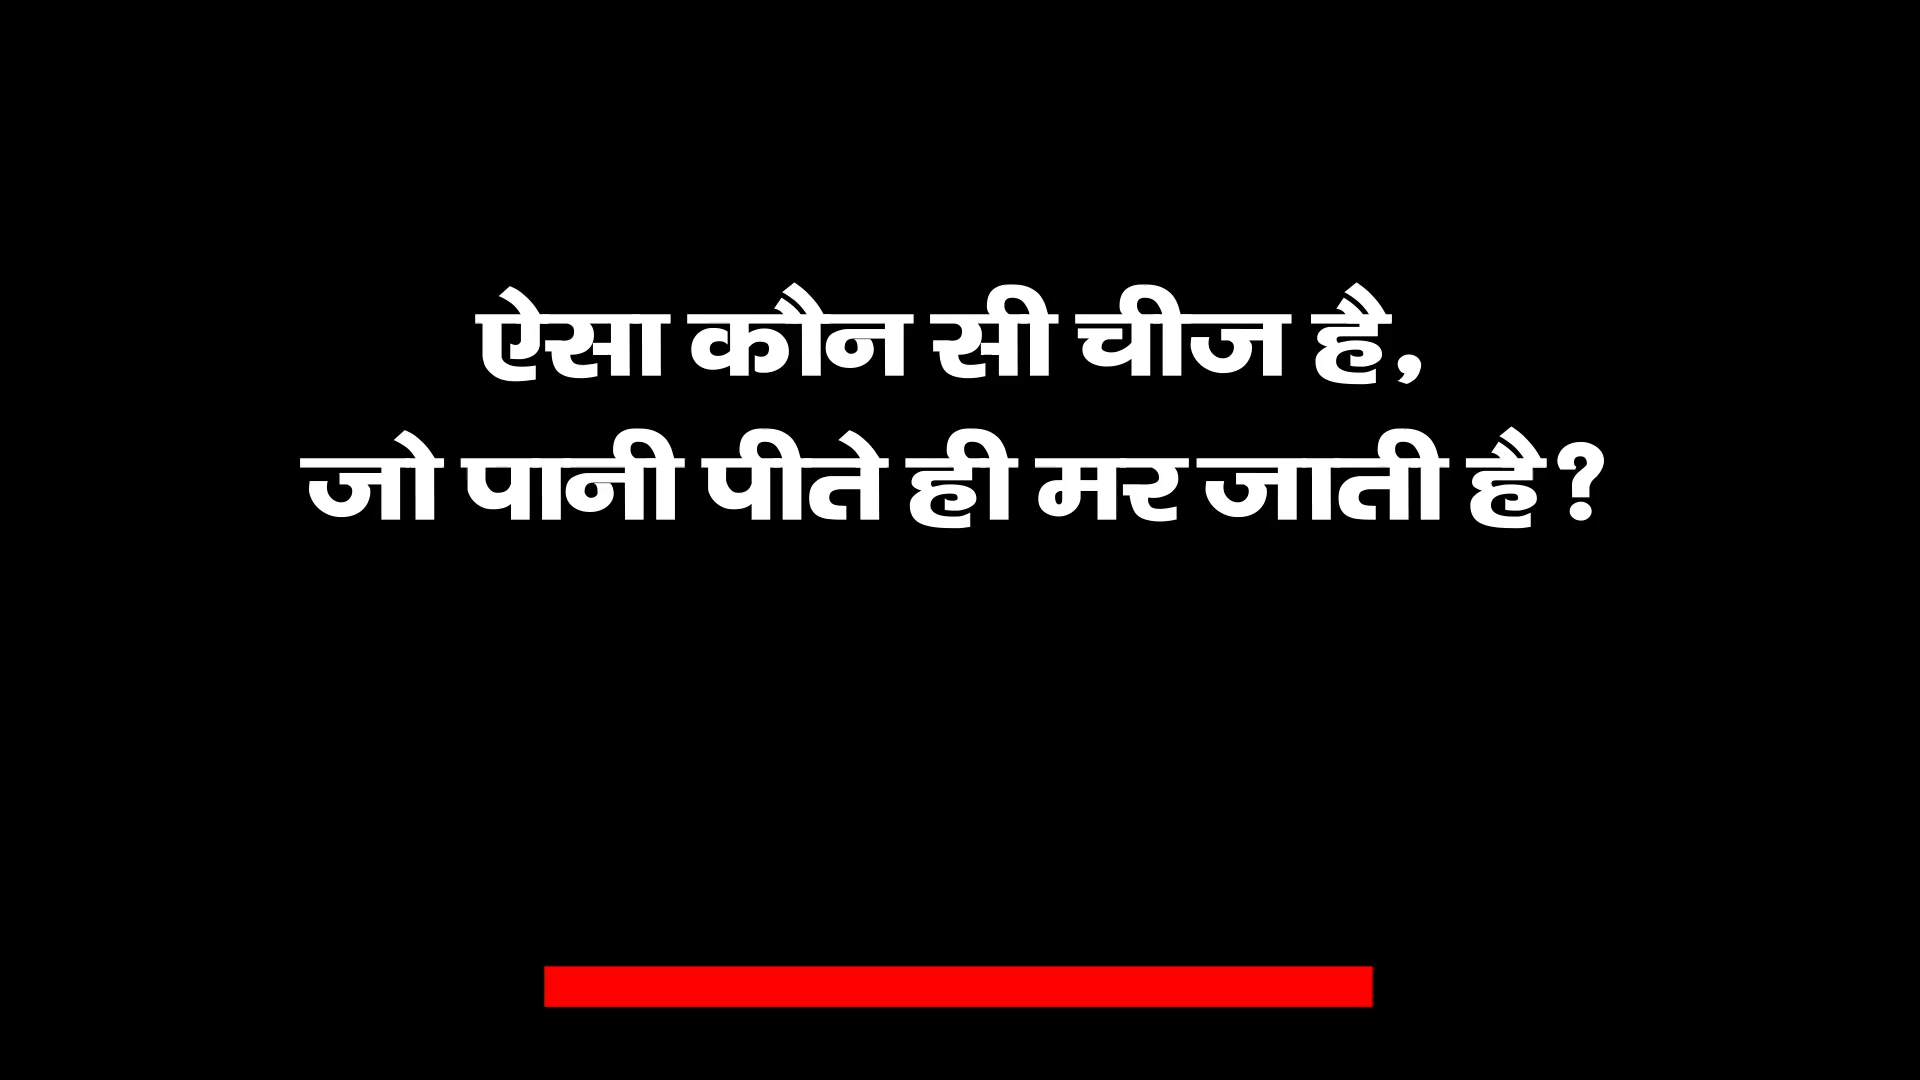 ऐसा कौन सी चीज है,
जो पानी पीते ही मर जाती है?